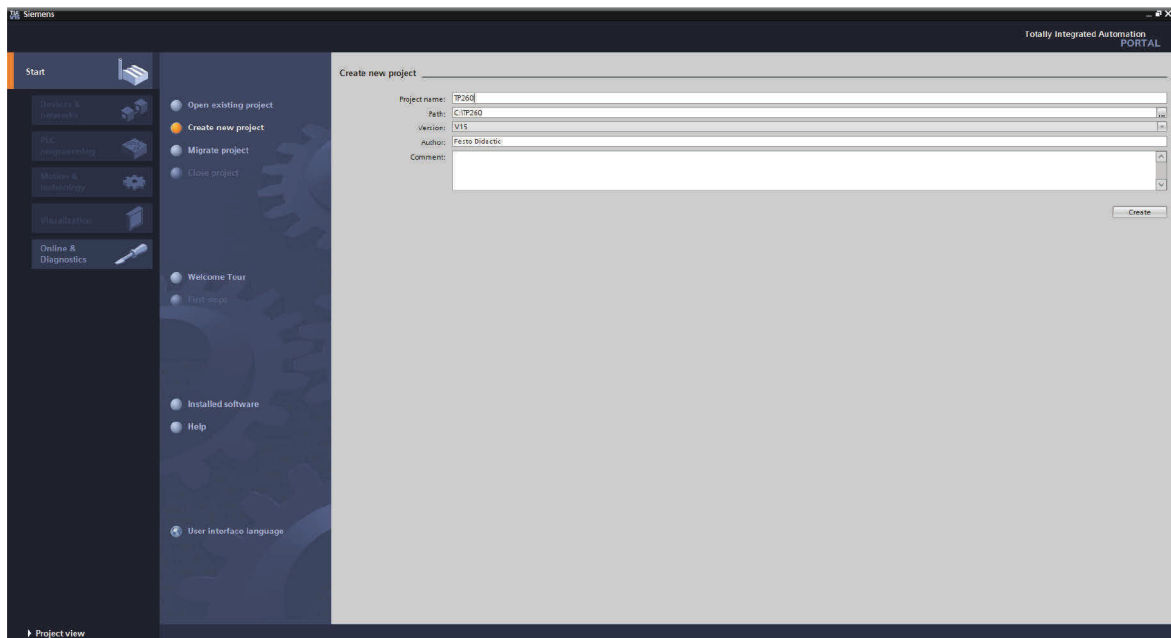 Siemens
Totally Integrated Automation
PORTAL
Start
Devices &
networks
PLC
programming
Motion &
technology
Visualization
Online &
Diagnostics
Open existing project
Create new project
Migrate project
Close project
Welcome Tour
First steps
Installed software
Help
User interface language
Create new project
Project name: TP260
Path: C:\TP260
...
Version: V15
Author: Festo Didactic
Comment:
Create
Project view